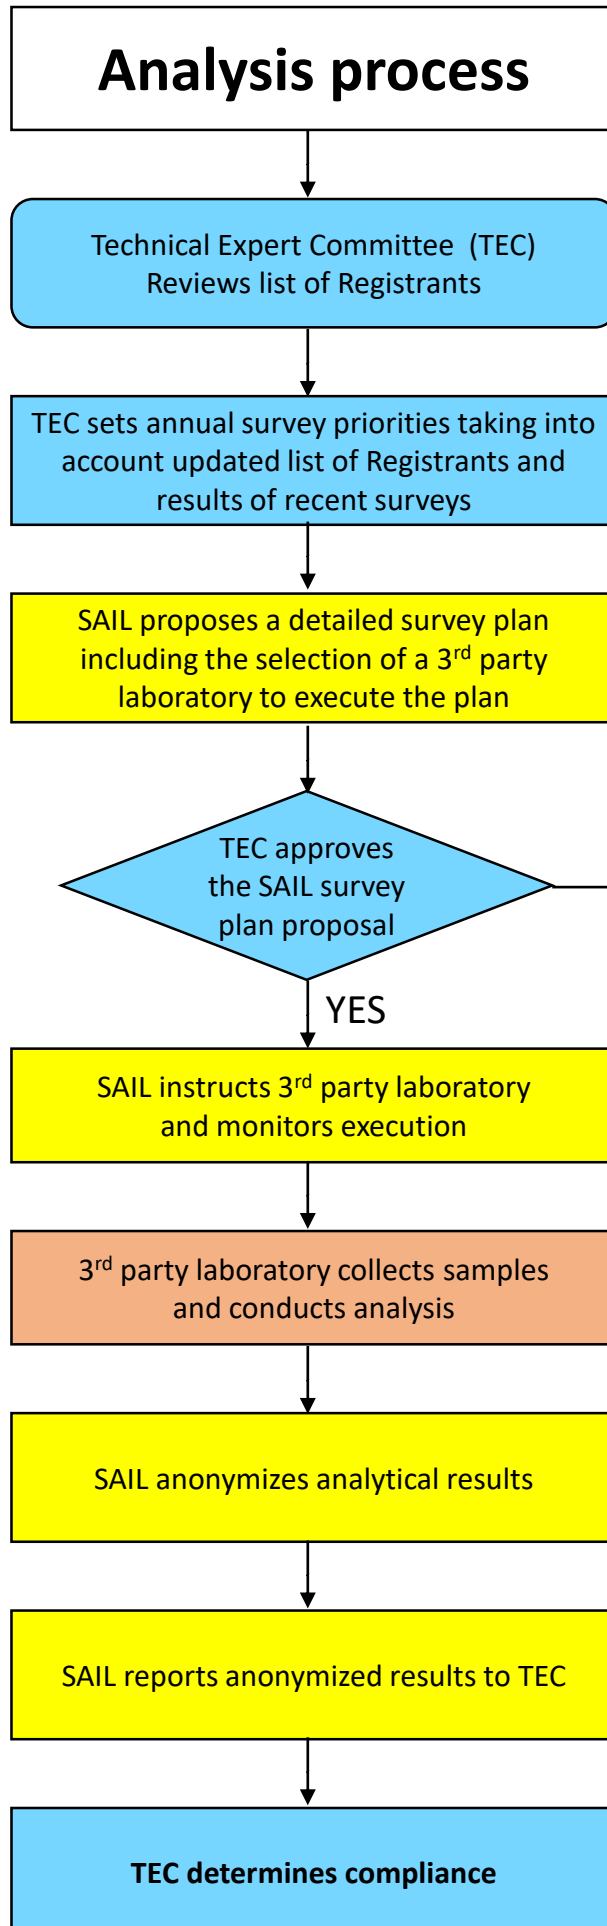 Analysis process
Technical Expert Committee (TEC)
Reviews list of Registrants
TEC sets annual survey priorities taking into
account updated list of Registrants and
results of recent surveys
SAIL proposes a detailed survey plan
including the selection of a 3rd party
laboratory to execute the plan
TEC approves
the SAIL survey
plan proposal
YES
SAIL instructs 3rd party laboratory
and monitors execution
3rd party laboratory collects samples
and conducts analysis
SAIL anonymizes analytical results
SAIL reports anonymized results to TEC
TEC determines compliance